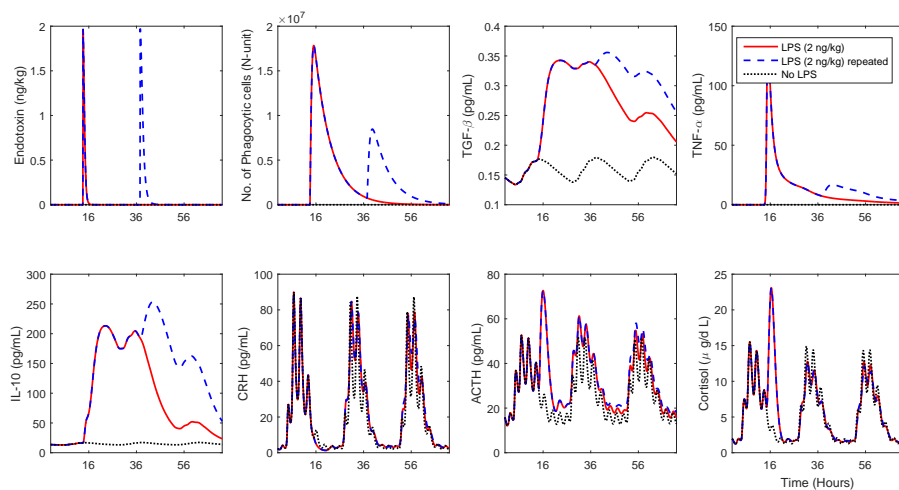 ×10⁷
2
1.5
1
0.5
0
Endotoxin (ng/kg)
16 36 56
2
1.5
1
0.5
0
No. of Phagocytic cells (N-unit)
16 36 56
0.4
0.35
0.3
0.25
0.2
0.15
0.1
TGF-β (pg/mL)
16 36 56
150
100
50
0
TNF-α (pg/mL)
16 36 56
LPS (2 ng/kg)
LPS (2 ng/kg) repeated
No LPS
300
250
200
150
100
50
0
IL-10 (pg/mL)
16 36 56
100
80
60
40
20
0
CRH (pg/mL)
16 36 56
80
60
40
20
0
ACTH (pg/mL)
16 36 56
25
20
15
10
5
0
Cortisol (μ g/d L)
16 36 56
Time (Hours)